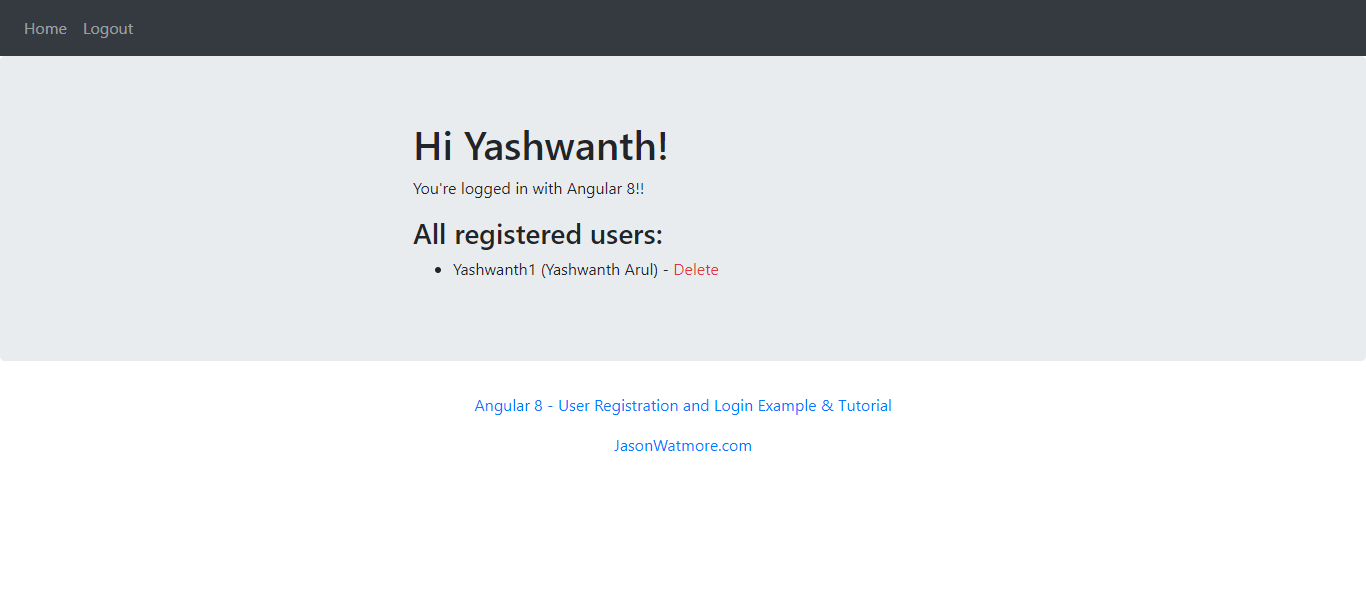 Home Logout
Hi Yashwanth!
You're logged in with Angular 8!!
All registered users:
Yashwanth1 (Yashwanth Arul) - Delete
Angular 8 - User Registration and Login Example & Tutorial
JasonWatmore.com